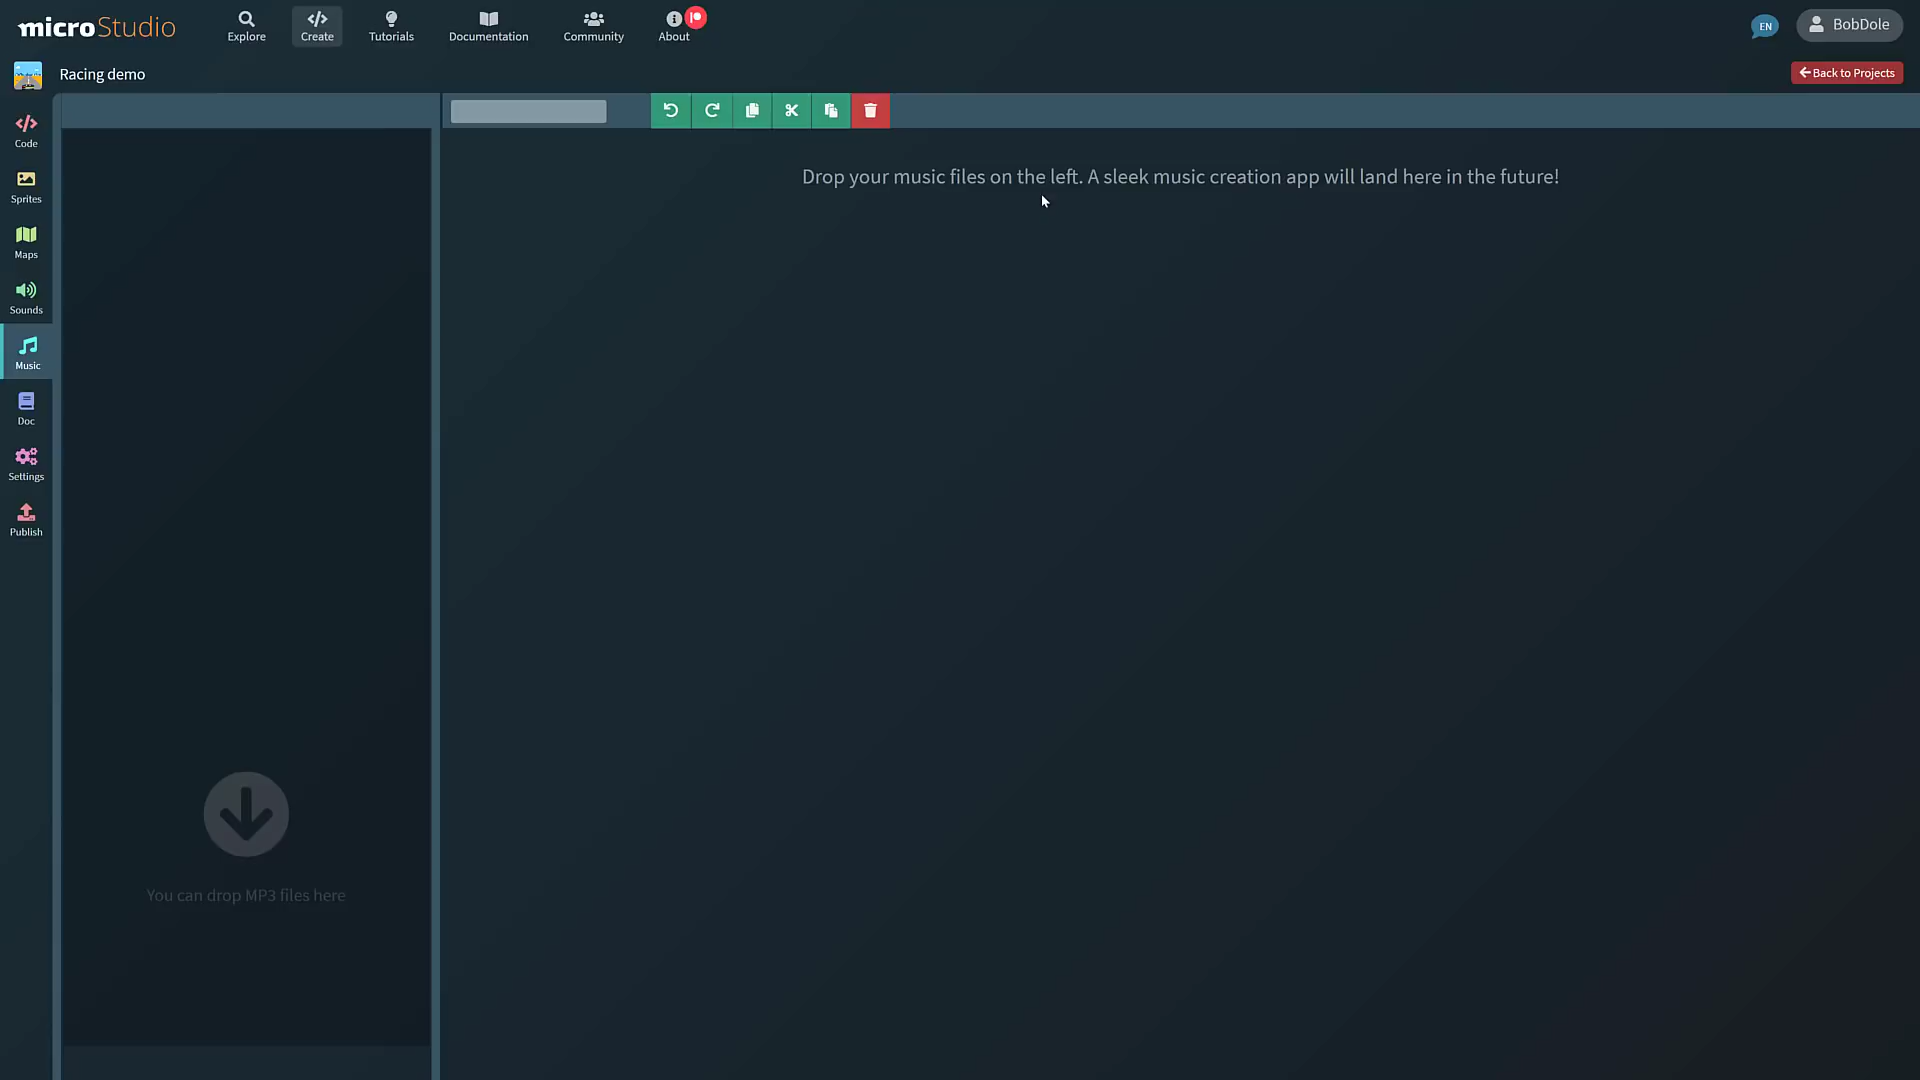 microStudio
Explore
Create
Tutorials
Documentation
Community
About
EN
BobDole
Racing demo
Back to Projects
Code
Sprites
Maps
Sounds
Music
Doc
Settings
Publish
Drop your music files on the left. A sleek music creation app will land here in the future!
You can drop MP3 files here